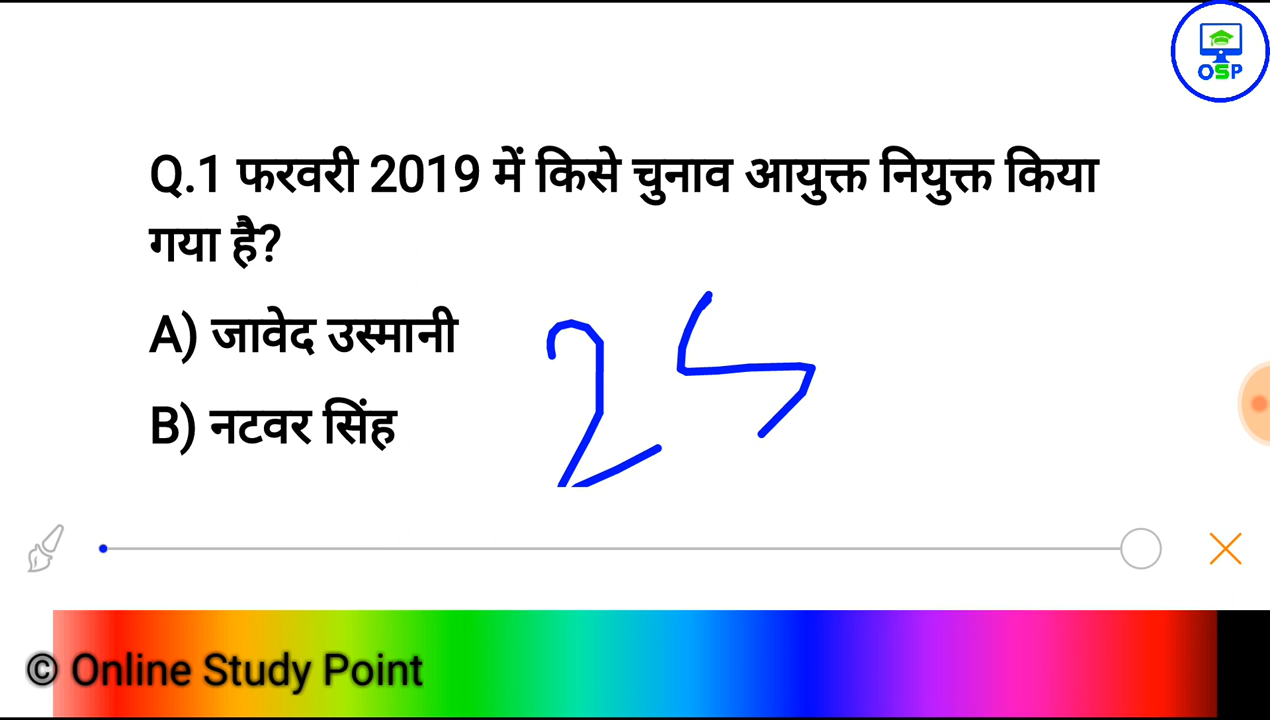 OSP
Q.1 फरवरी 2019 में किसे चुनाव आयुक्त नियुक्त किया
गया है?
A) जावेद उस्मानी
B) नटवर सिंह
25
© Online Study Point